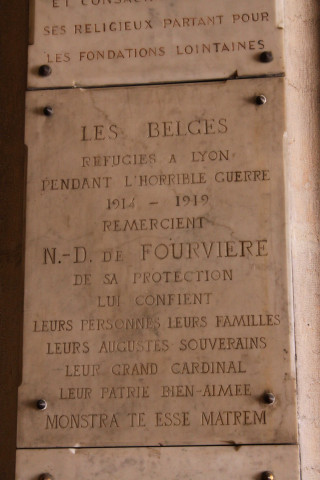 ET CONSA
SES RELIGIEUX PARTANT POUR
LES FONDATIONS LOINTAINES
LES BELGES
REFUGIES A LYON
PENDANT L'HORRIBLE GUERRE
1914 - 1919
REMERCIENT
N.-D. DE FOURVIERE
DE SA PROTECTION
LUI CONFIENT
LEURS PERSONNES LEURS FAMILLES
LEURS AUGUSTES SOUVERAINS
LEUR GRAND CARDINAL
LEUR PATRIE BIEN-AIMEE
MONSTRA TE ESSE MATREM